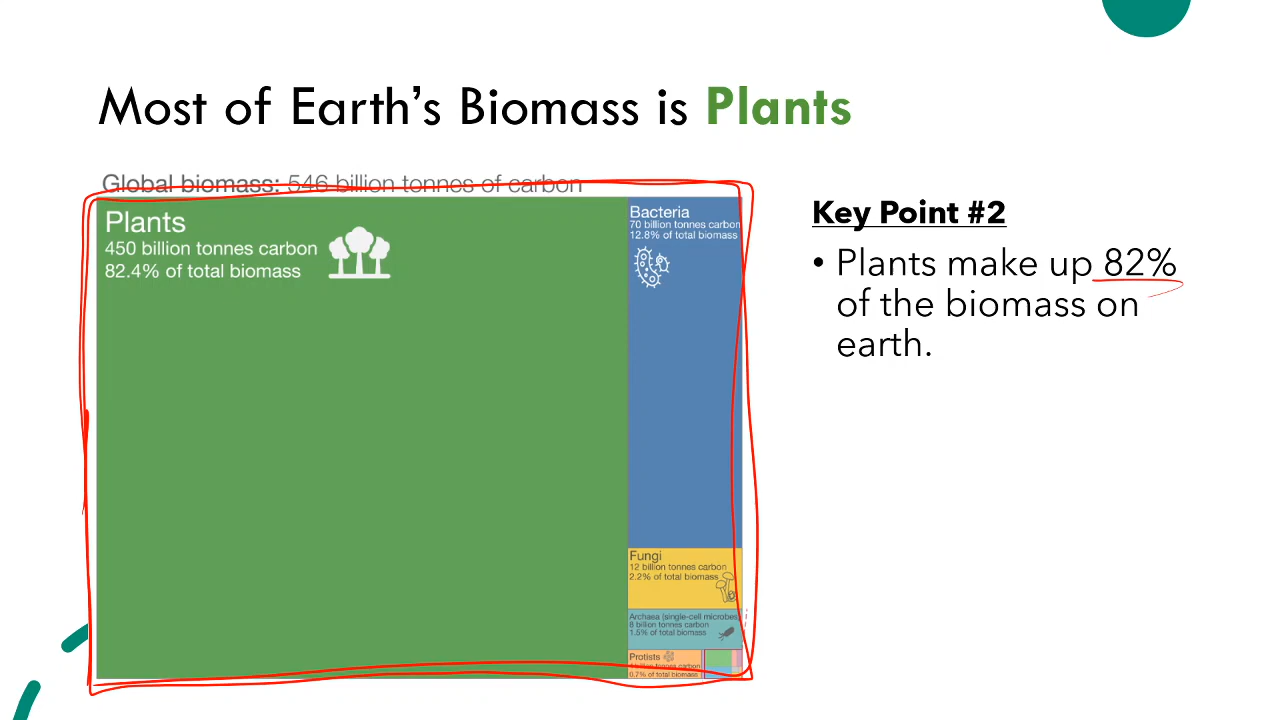 Most of Earth's Biomass is Plants
Global biomass: 546 billion tonnes of carbon
Plants
450 billion tonnes carbon
82.4% of total biomass
Bacteria
70 billion tonnes carbon
12.8% of total biomass
Fungi
12 billion tonnes carbon
2.2% of total biomass
Archaea (single-cell microbes)
8 billion tonnes carbon
1.5% of total biomass
Protists
billion tonnes carbon
0.7% of total biomass
Key Point #2
• Plants make up 82%
of the biomass on
earth.